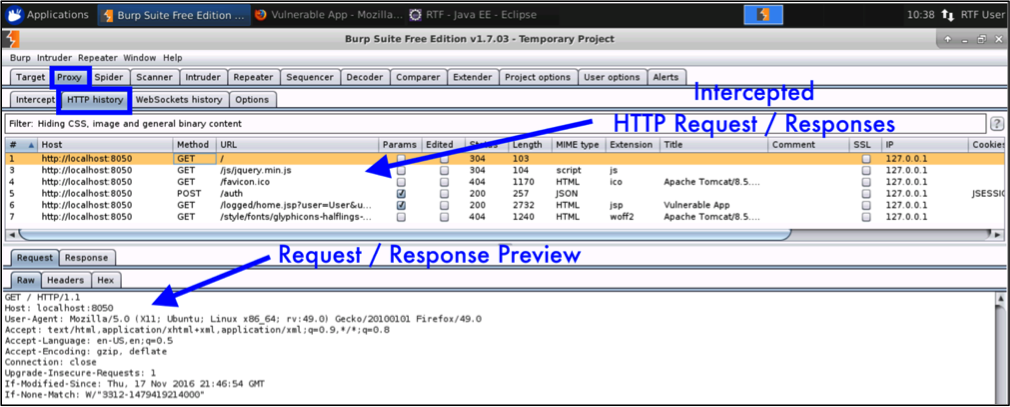 Applications Burp Suite Free Edition ... Vulnerable App - Mozilla... RTF - Java EE - Eclipse 10:38 RTF User
Burp Suite Free Edition v1.7.03 - Temporary Project
Burp Intruder Repeater Window Help
Target Proxy Spider Scanner Intruder Repeater Sequencer Decoder Comparer Extender Project options User options Alerts
Intercept HTTP history WebSockets history Options
Intercepted
HTTP Request / Responses
Filter: Hiding CSS, image and general binary content ?
# Host Method URL Params Edited Status Length MIME type Extension Title Comment SSL IP Cookies
1 http://localhost:8050 GET / 304 103 127.0.0.1
3 http://localhost:8050 GET /js/jquery.min.js 304 104 script js 127.0.0.1
4 http://localhost:8050 GET /favicon.ico 404 1170 HTML ico Apache Tomcat/8.5.... 127.0.0.1
5 http://localhost:8050 POST /auth 200 257 JSON 127.0.0.1 JSESSIO
6 http://localhost:8050 GET /logged/home.jsp?user=User&u... 200 2732 HTML jsp Vulnerable App 127.0.0.1
7 http://localhost:8050 GET /style/fonts/glyphicons-halflings-... 404 1240 HTML woff2 Apache Tomcat/8.5.... 127.0.0.1
Request Response
Request / Response Preview
Raw Headers Hex
GET / HTTP/1.1
Host: localhost:8050
User-Agent: Mozilla/5.0 (X11; Ubuntu; Linux x86_64; rv:49.0) Gecko/20100101 Firefox/49.0
Accept: text/html,application/xhtml+xml,application/xml;q=0.9,*/*;q=0.8
Accept-Language: en-US,en;q=0.5
Accept-Encoding: gzip, deflate
Connection: close
Upgrade-Insecure-Requests: 1
If-Modified-Since: Thu, 17 Nov 2016 21:46:54 GMT
If-None-Match: W/"3312-1479419214000"